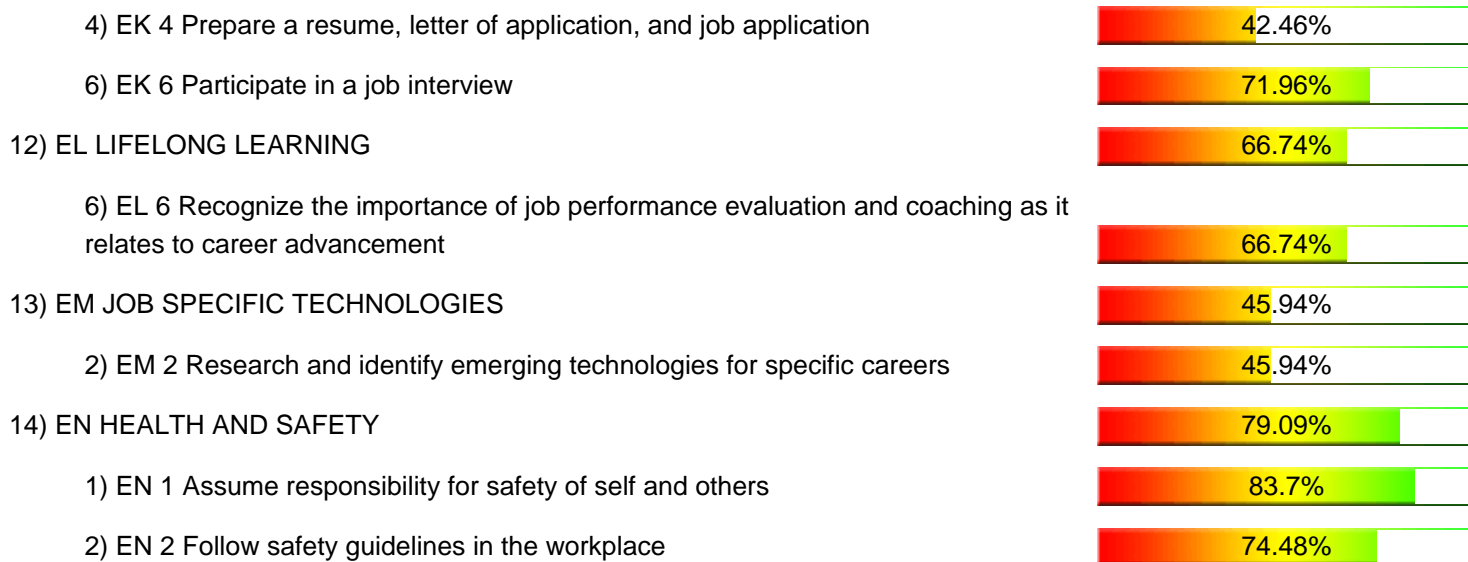 4) EK 4 Prepare a resume, letter of application, and job application 42.46%
6) EK 6 Participate in a job interview 71.96%
12) EL LIFELONG LEARNING 66.74%
6) EL 6 Recognize the importance of job performance evaluation and coaching as it
relates to career advancement 66.74%
13) EM JOB SPECIFIC TECHNOLOGIES 45.94%
2) EM 2 Research and identify emerging technologies for specific careers 45.94%
14) EN HEALTH AND SAFETY 79.09%
1) EN 1 Assume responsibility for safety of self and others 83.7%
2) EN 2 Follow safety guidelines in the workplace 74.48%